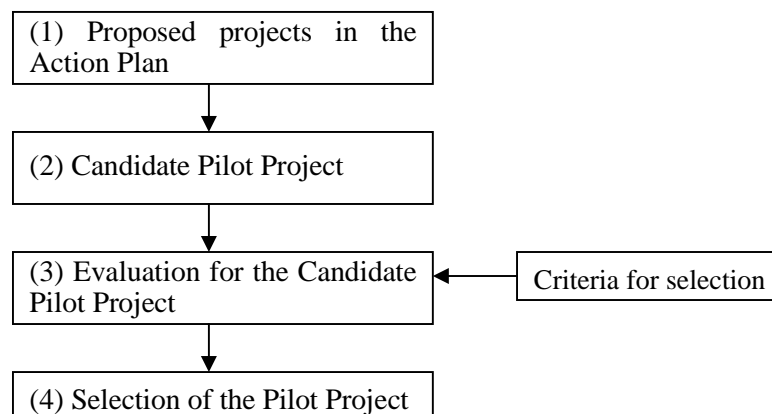 (1) Proposed projects in the
Action Plan
(2) Candidate Pilot Project
(3) Evaluation for the Candidate
Pilot Project
Criteria for selection
(4) Selection of the Pilot Project